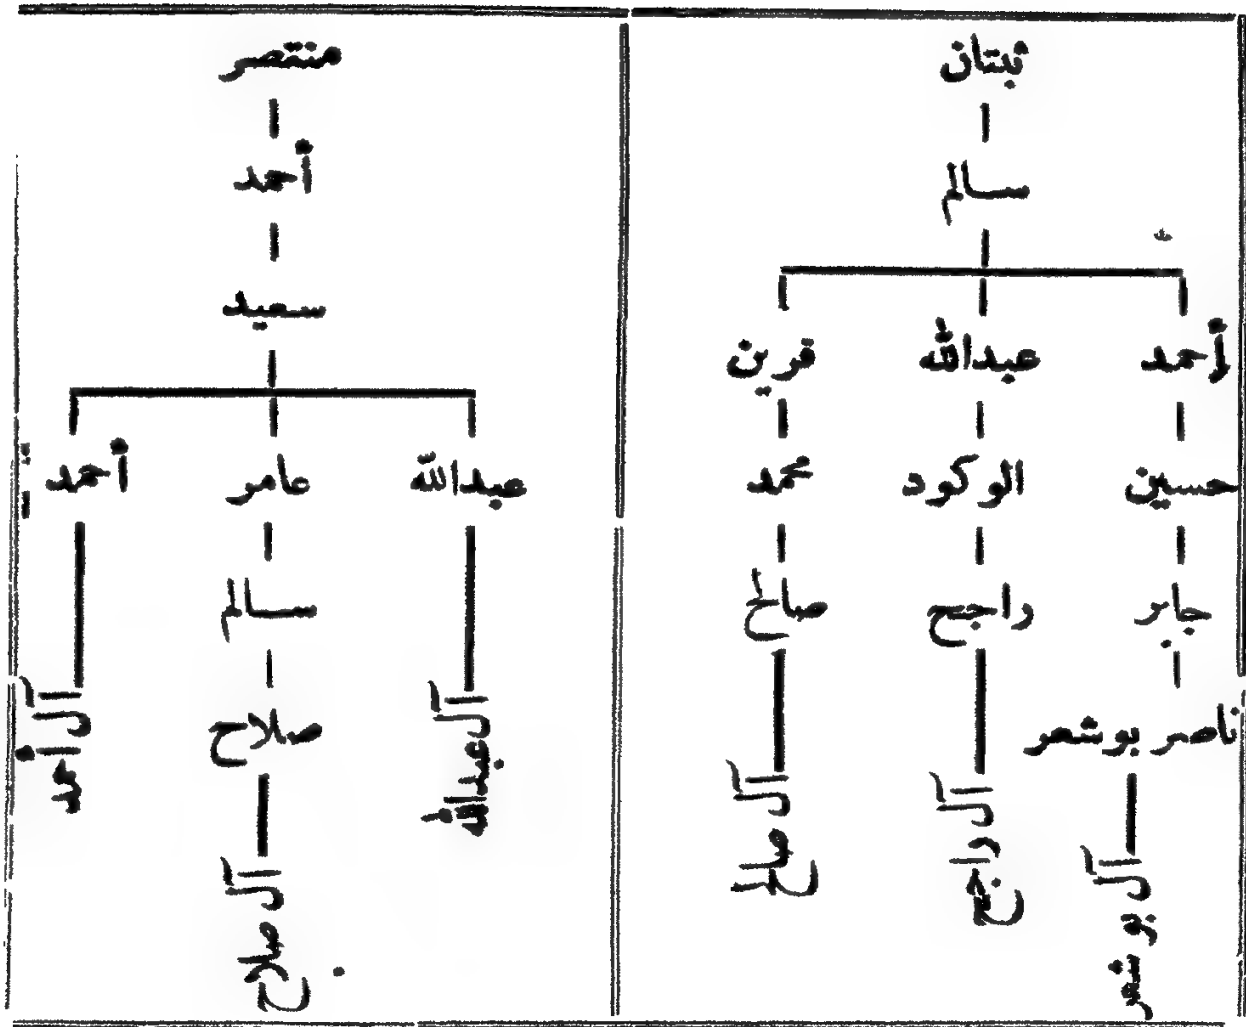 ثبتان
سالم
أحمد
عبدالله
قرين
حسين
الوكود
محمد
جابر
راجح
صالح
ناصر بوشعر
آل بوشعر
آل راجح
آل صالح
منتصر
أحمد
سعيد
عبدالله
عامر
أحمد
سالم
صلاح
آل عبدالله
آل صلاح
آل أحمد